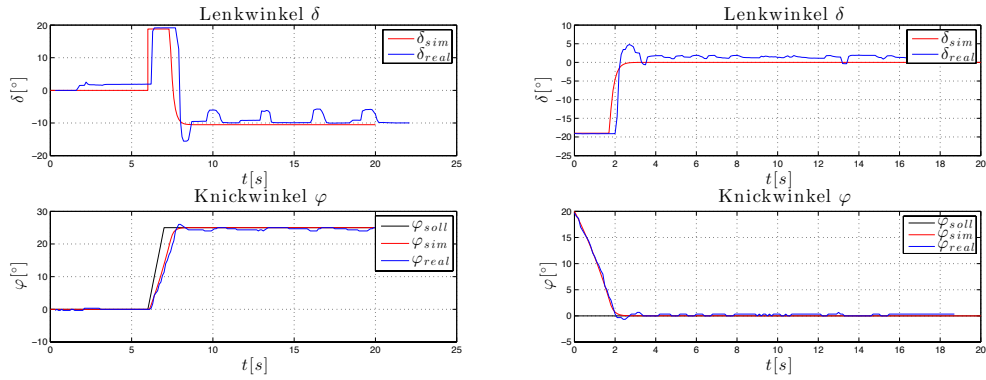 Lenkwinkel δ
20
10
0
−10
−20
δ[°]
0 5 10 15 20 25
t[s]
δsim
δreal
Knickwinkel φ
30
20
10
0
−10
φ[°]
0 5 10 15 20 25
t[s]
φsoll
φsim
φreal
Lenkwinkel δ
10
5
0
−5
−10
−15
−20
−25
δ[°]
0 2 4 6 8 10 12 14 16 18 20
t[s]
δsim
δreal
Knickwinkel φ
20
15
10
5
0
−5
φ[°]
0 2 4 6 8 10 12 14 16 18 20
t[s]
φsoll
φsim
φreal